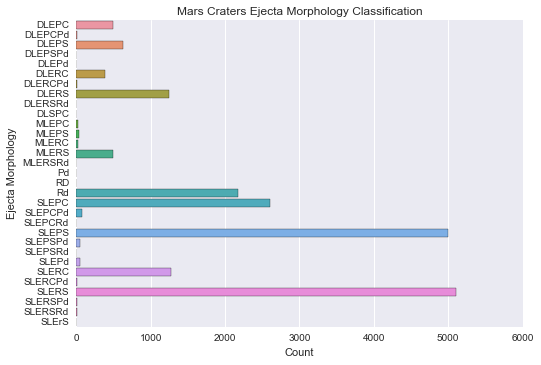 Mars Craters Ejecta Morphology Classification
Ejecta Morphology
DLEPC
DLEPCPd
DLEPS
DLEPSPd
DLEPd
DLERC
DLERCPd
DLERS
DLERSRd
DLSPC
MLEPC
MLEPS
MLERC
MLERS
MLERSRd
Pd
RD
Rd
SLEPC
SLEPCPd
SLEPCRd
SLEPS
SLEPSPd
SLEPSRd
SLEPd
SLERC
SLERCPd
SLERS
SLERSPd
SLERSRd
SLErS
0 1000 2000 3000 4000 5000 6000
Count